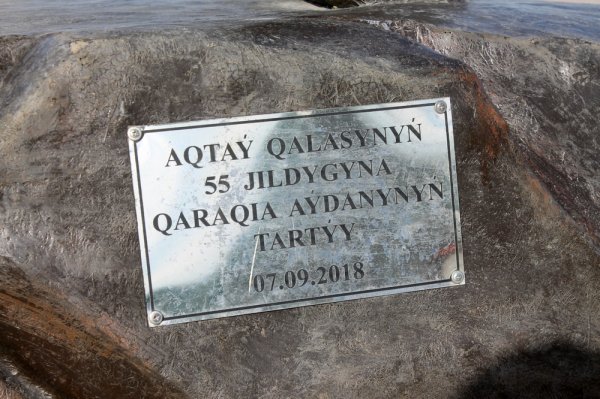 AQTAÝ QALASYNYŃ
55 JILDYGYNA
QARAQIA AÝDANYNYŃ
TARTÝY
07.09.2018